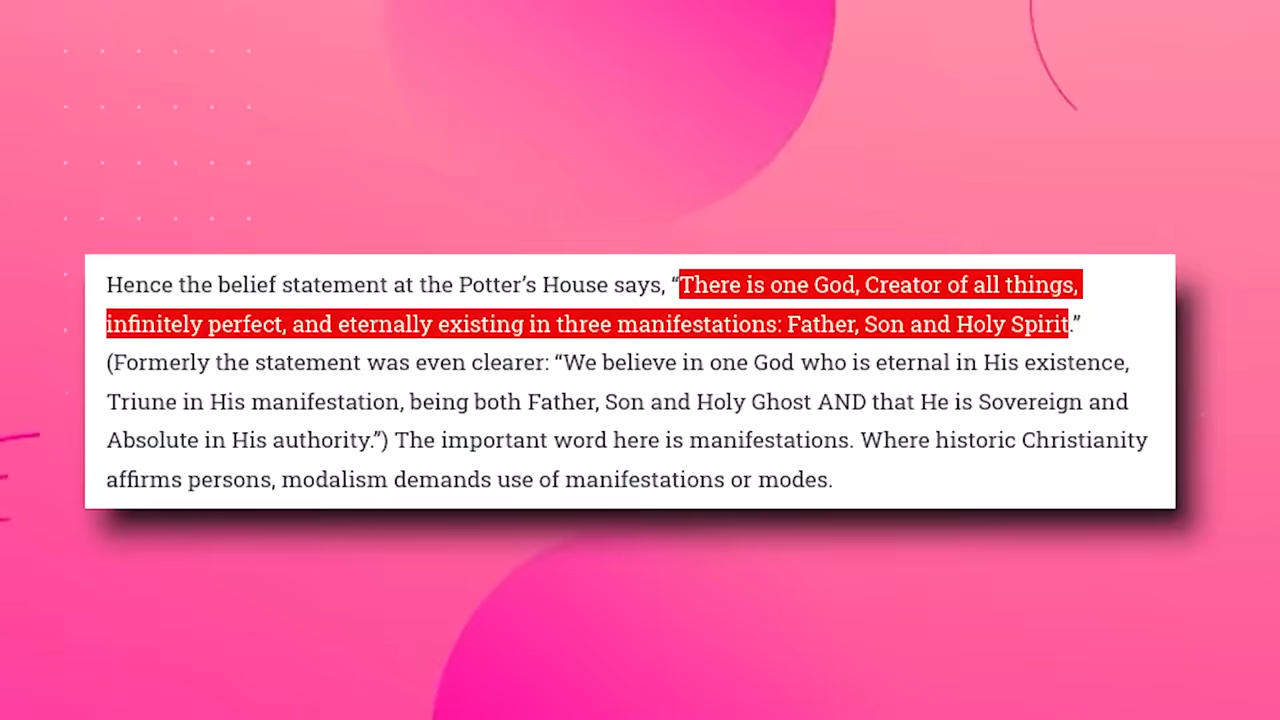 Hence the belief statement at the Potter’s House says, “There is one God, Creator of all things,
infinitely perfect, and eternally existing in three manifestations: Father, Son and Holy Spirit.”
(Formerly the statement was even clearer: “We believe in one God who is eternal in His existence,
Triune in His manifestation, being both Father, Son and Holy Ghost AND that He is Sovereign and
Absolute in His authority.”) The important word here is manifestations. Where historic Christianity
affirms persons, modalism demands use of manifestations or modes.